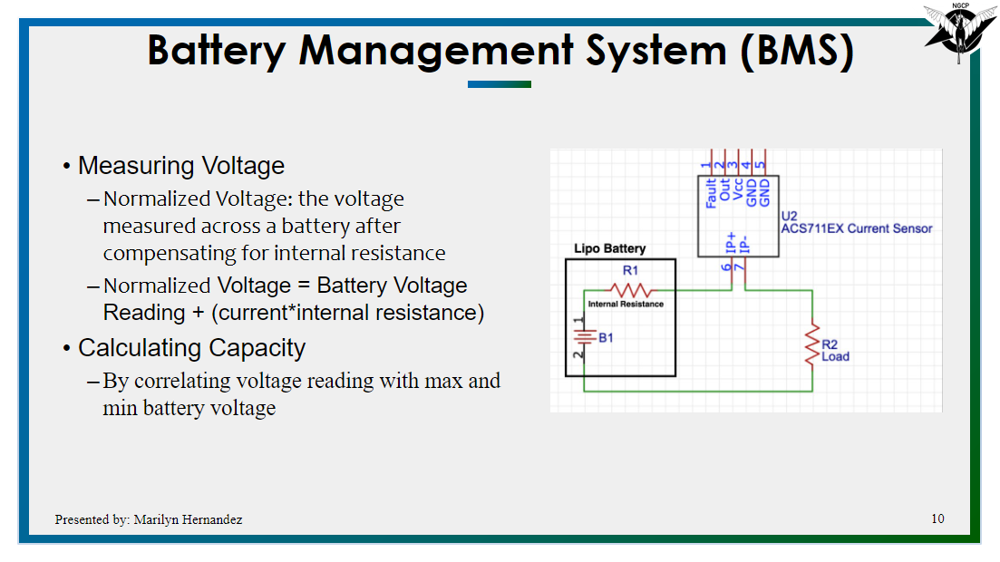 NGCP
Battery Management System (BMS)
• Measuring Voltage
– Normalized Voltage: the voltage
measured across a battery after
compensating for internal resistance
– Normalized Voltage = Battery Voltage
Reading + (current*internal resistance)
• Calculating Capacity
– By correlating voltage reading with max and
min battery voltage
1 2 3 4 5
Fault Out Vcc GND GND
U2
ACS711EX Current Sensor
IP+ IP-
6 7
Lipo Battery
R1
Internal Resistance
1
B1
2
R2
Load
Presented by: Marilyn Hernandez
10